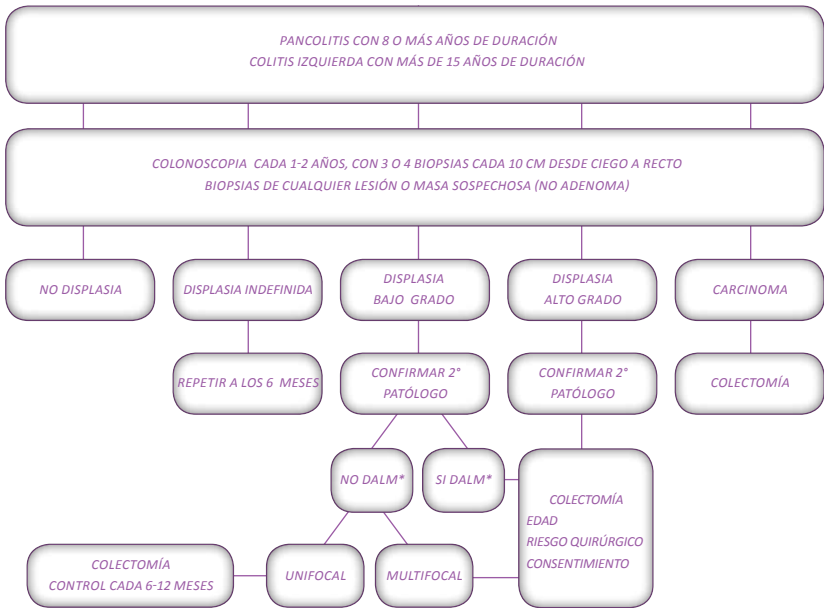 PANCOLITIS CON 8 O MÁS AÑOS DE DURACIÓN
COLITIS IZQUIERDA CON MÁS DE 15 AÑOS DE DURACIÓN
COLONOSCOPIA CADA 1-2 AÑOS, CON 3 O 4 BIOPSIAS CADA 10 CM DESDE CIEGO A RECTO
BIOPSIAS DE CUALQUIER LESIÓN O MASA SOSPECHOSA (NO ADENOMA)
NO DISPLASIA
DISPLASIA INDEFINIDA
DISPLASIA
BAJO GRADO
DISPLASIA
ALTO GRADO
CARCINOMA
REPETIR A LOS 6 MESES
CONFIRMAR 2°
PATÓLOGO
CONFIRMAR 2°
PATÓLOGO
COLECTOMÍA
NO DALM*
SI DALM*
COLECTOMÍA
EDAD
RIESGO QUIRÚRGICO
CONSENTIMIENTO
COLECTOMÍA
CONTROL CADA 6-12 MESES
UNIFOCAL
MULTIFOCAL